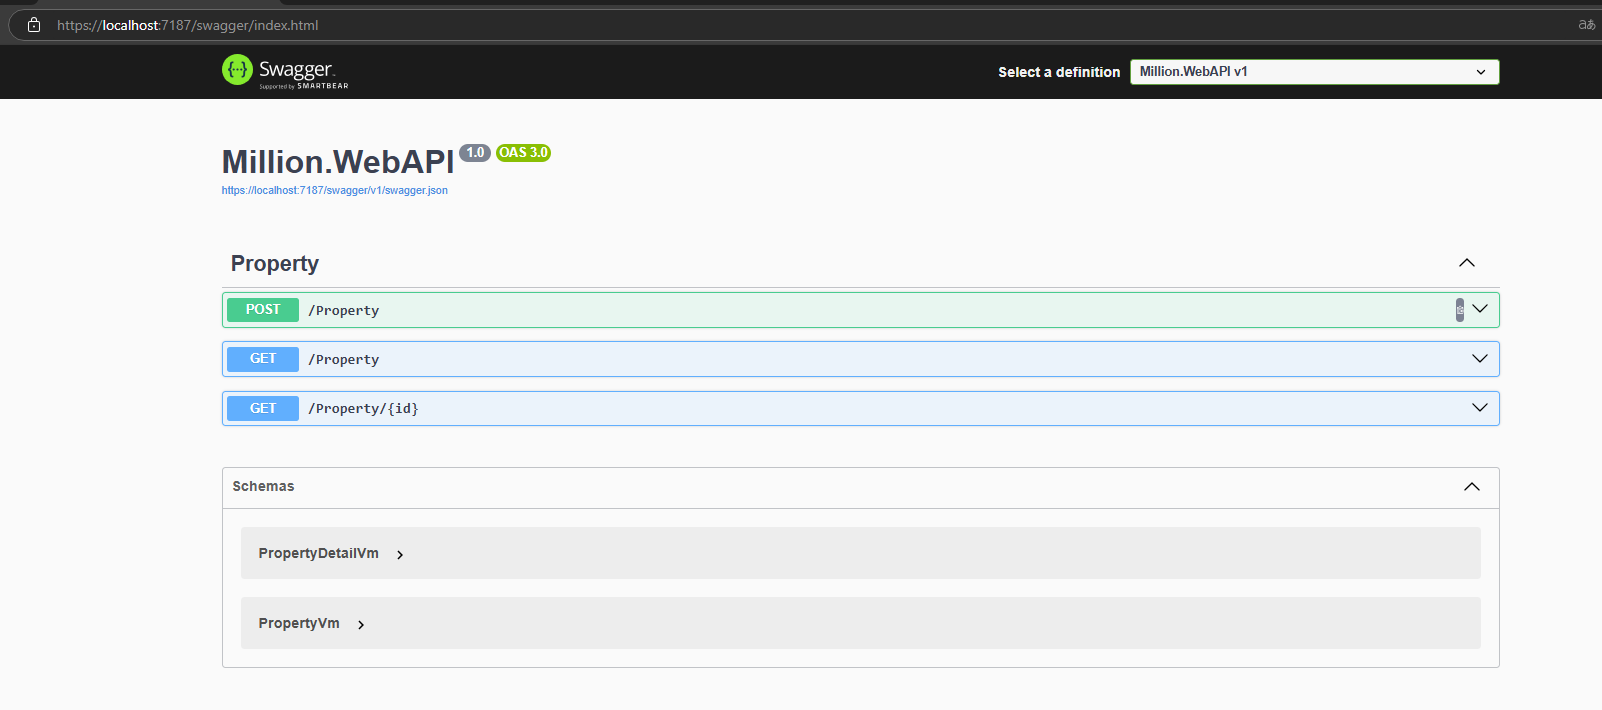 https://localhost:7187/swagger/index.html
aあ
Swagger
Supported by SMARTBEAR
Select a definition
Million.WebAPI v1
Million.WebAPI 1.0 OAS 3.0
https://localhost:7187/swagger/v1/swagger.json
Property
POST /Property
GET /Property
GET /Property/{id}
Schemas
PropertyDetailVm
PropertyVm